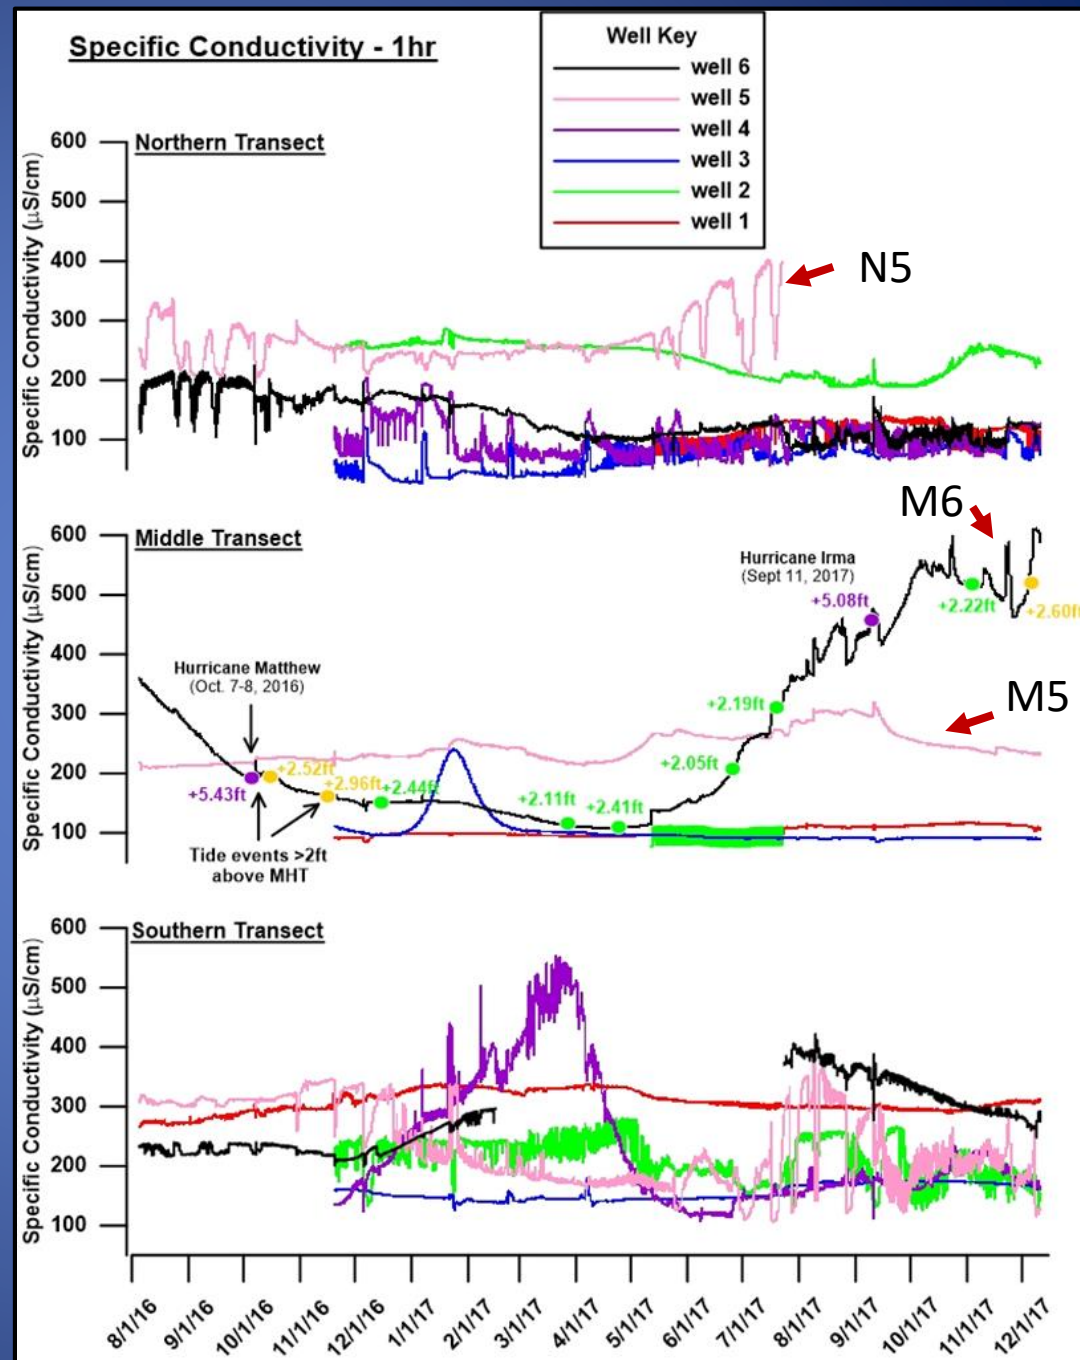 Specific Conductivity - 1hr
Well Key
well 6
well 5
well 4
well 3
well 2
well 1
Specific Conductivity (µS/cm)
600
500
400
300
200
100
Northern Transect
N5
Specific Conductivity (µS/cm)
600
500
400
300
200
100
Middle Transect
M6
Hurricane Irma
(Sept 11, 2017)
+5.08ft
+2.22ft
+2.60ft
Hurricane Matthew
(Oct. 7-8, 2016)
M5
+2.19ft
+2.52ft
+2.05ft
+5.43ft
+2.96ft
+2.44ft
+2.11ft
+2.41ft
Tide events >2ft
above MHT
Specific Conductivity (µS/cm)
600
500
400
300
200
100
Southern Transect
8/1/16
9/1/16
10/1/16
11/1/16
12/1/16
1/1/17
2/1/17
3/1/17
4/1/17
5/1/17
6/1/17
7/1/17
8/1/17
9/1/17
10/1/17
11/1/17
12/1/17